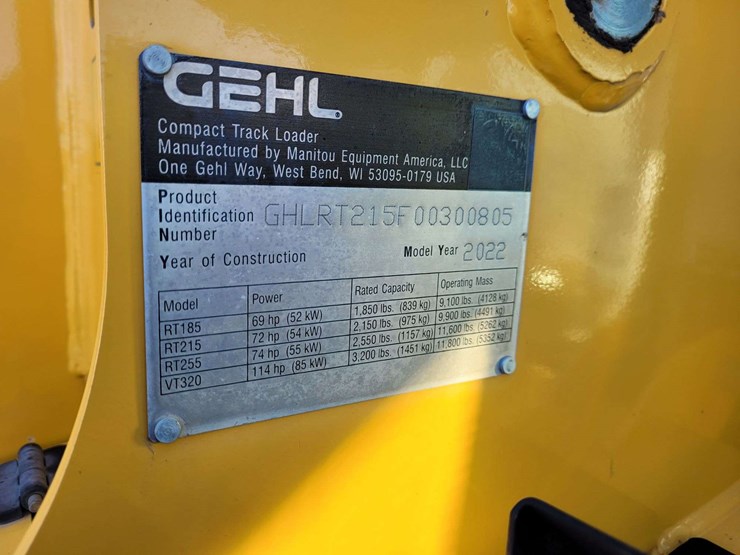 GEHL
Compact Track Loader
Manufactured by Manitou Equipment America, LLC
One Gehl Way, West Bend, WI 53095-0179 USA
Product
Identification GHLRT215F00300805
Number
Year of Construction Model Year 2022
Model Power Rated Capacity Operating Mass
RT185 69 hp (52 kW) 1,850 lbs. (839 kg) 9,100 lbs. (4128 kg)
RT215 72 hp (54 kW) 2,150 lbs. (975 kg) 9,900 lbs. (4491 kg)
RT255 74 hp (55 kW) 2,550 lbs. (1157 kg) 11,600 lbs. (5262 kg)
VT320 114 hp (85 kW) 3,200 lbs. (1451 kg) 11,800 lbs. (5352 kg)